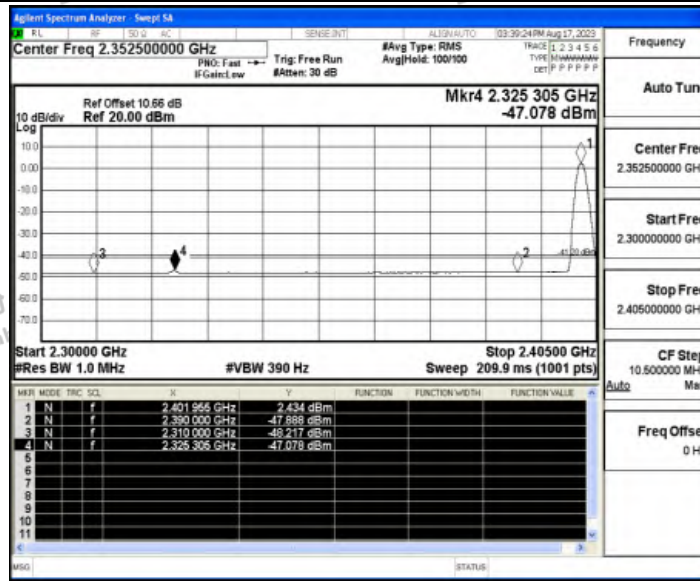 Agilent Spectrum Analyzer - Swept SA
RL RF 50 Ω AC SENSE:INT ALIGN AUTO 03:39:24 PM Aug 17, 2023
Center Freq 2.352500000 GHz
PNO: Fast Trig: Free Run
IFGain:Low #Atten: 30 dB
#Avg Type: RMS
Avg|Hold: 100/100
TRACE 1 2 3 4 5 6
TYPE
DET P P P P P P
Frequency
Ref Offset 10.66 dB
10 dB/div Ref 20.00 dBm
Log
Mkr4 2.325 305 GHz
-47.078 dBm
10.0
0.00
-10.0
-20.0
-30.0
-40.0
-50.0
-60.0
-70.0
1
2
3
4
-41.20 dBm
Start 2.30000 GHz Stop 2.40500 GHz
#Res BW 1.0 MHz #VBW 390 Hz Sweep 209.9 ms (1001 pts)
MKR MODE TRC SCL X Y FUNCTION FUNCTION WIDTH FUNCTION VALUE
1 N f 2.401 955 GHz 2.434 dBm
2 N f 2.390 000 GHz -47.888 dBm
3 N f 2.310 000 GHz -48.217 dBm
4 N f 2.325 305 GHz -47.078 dBm
5
6
7
8
9
10
11
MSG STATUS
Auto Tun
Center Fre
2.352500000 GH
Start Fre
2.300000000 GH
Stop Fre
2.405000000 GH
CF Step
10.500000 MH
Auto Ma
Freq Offse
0 H